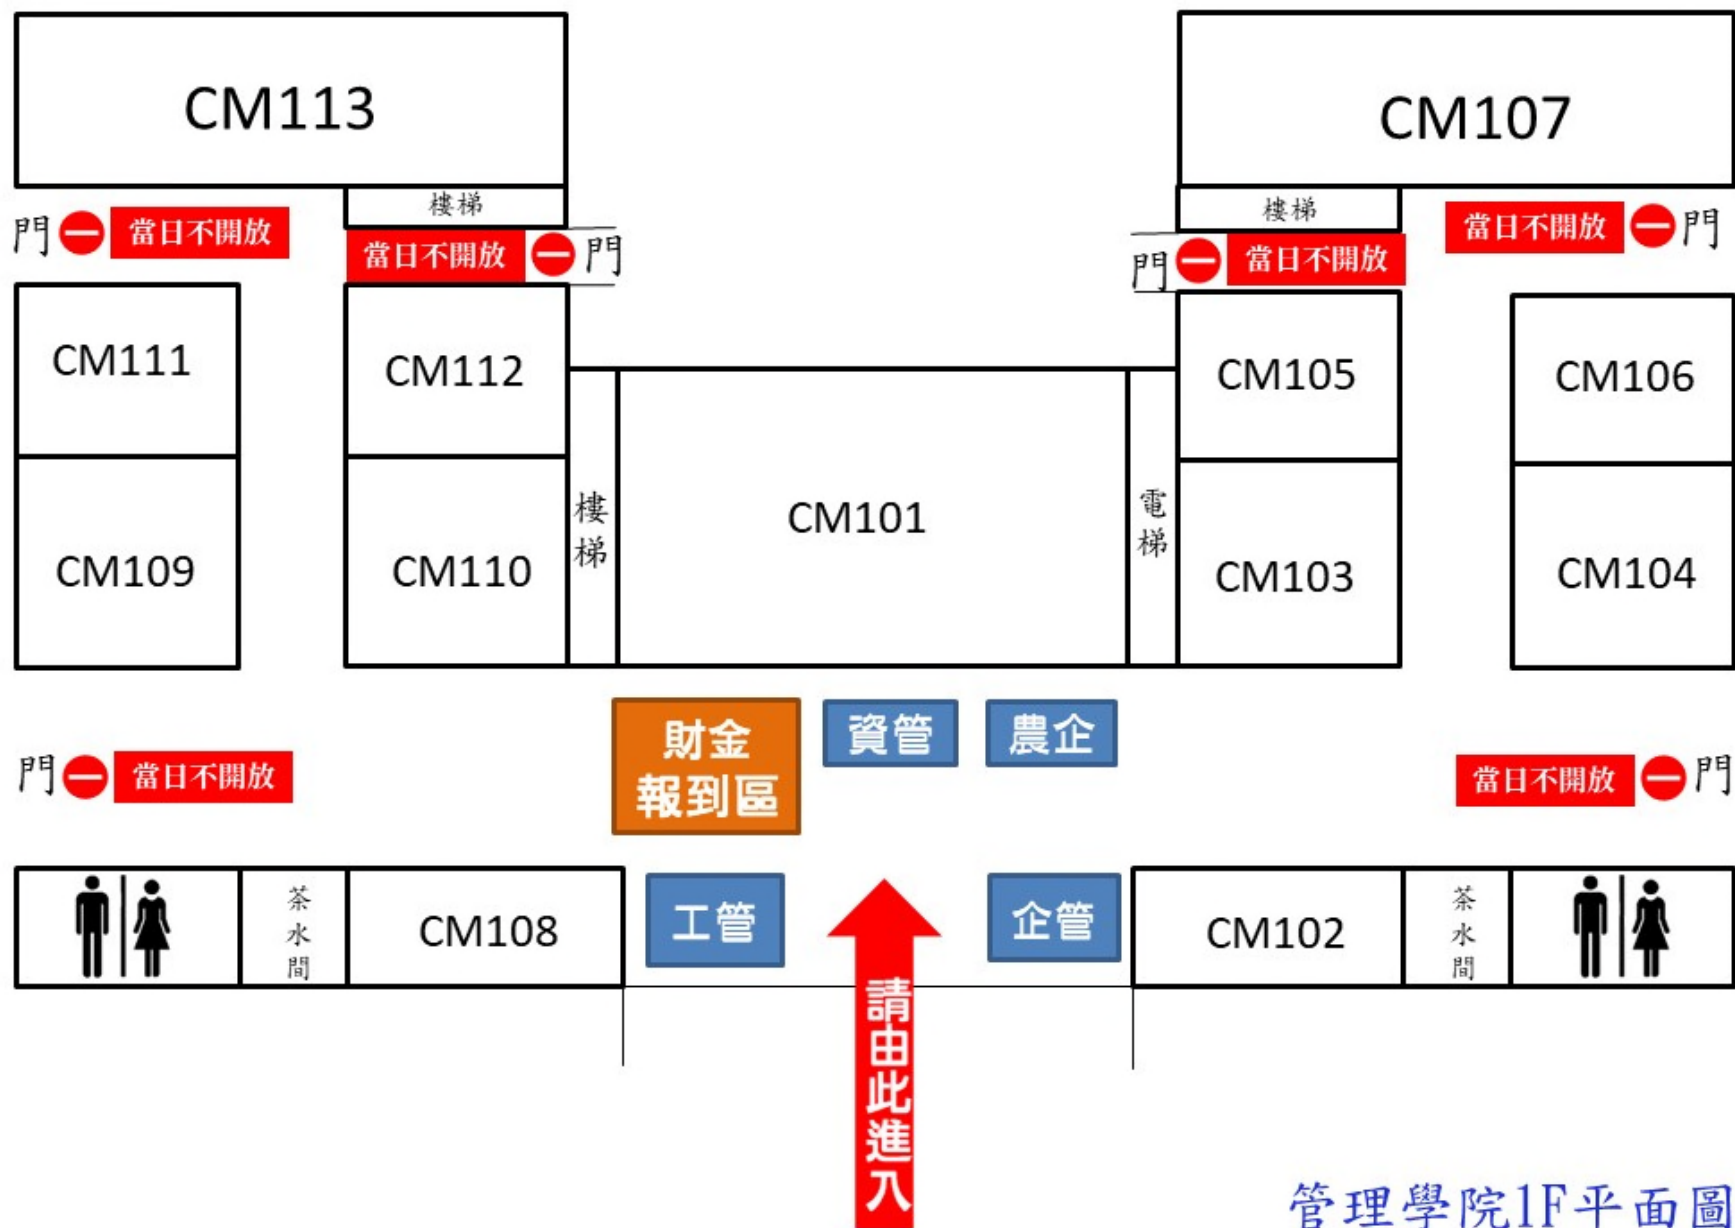 CM113
CM107
樓梯
樓梯
門 當日不開放
當日不開放 門
門 當日不開放
當日不開放 門
CM111
CM112
CM105
CM106
樓梯
CM101
電梯
CM109
CM110
CM103
CM104
財金
報到區
資管
農企
門 當日不開放
當日不開放 門
茶水間
CM108
工管
企管
CM102
茶水間
請由此進入
管理學院1F平面圖